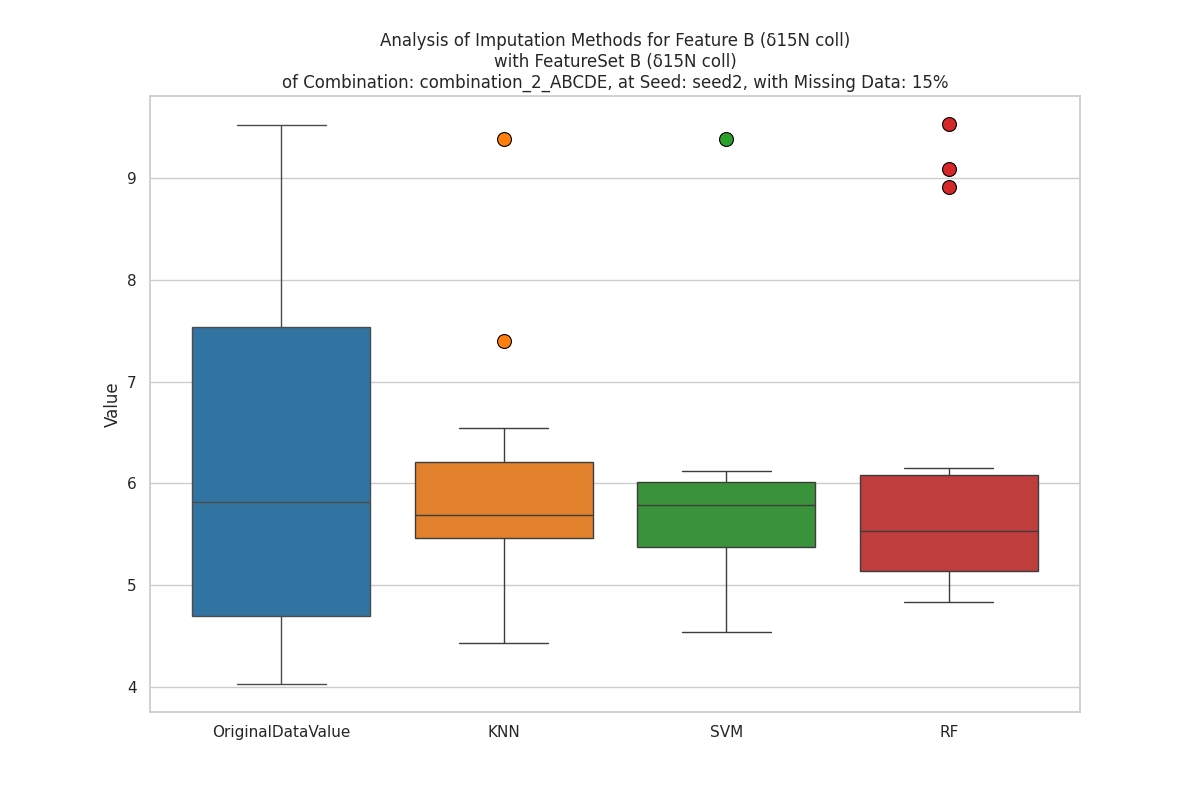 Analysis of Imputation Methods for Feature B (δ15N coll)
with FeatureSet B (δ15N coll)
of Combination: combination_2_ABCDE, at Seed: seed2, with Missing Data: 15%
9
8
7
6
5
4
Value
OriginalDataValue
KNN
SVM
RF